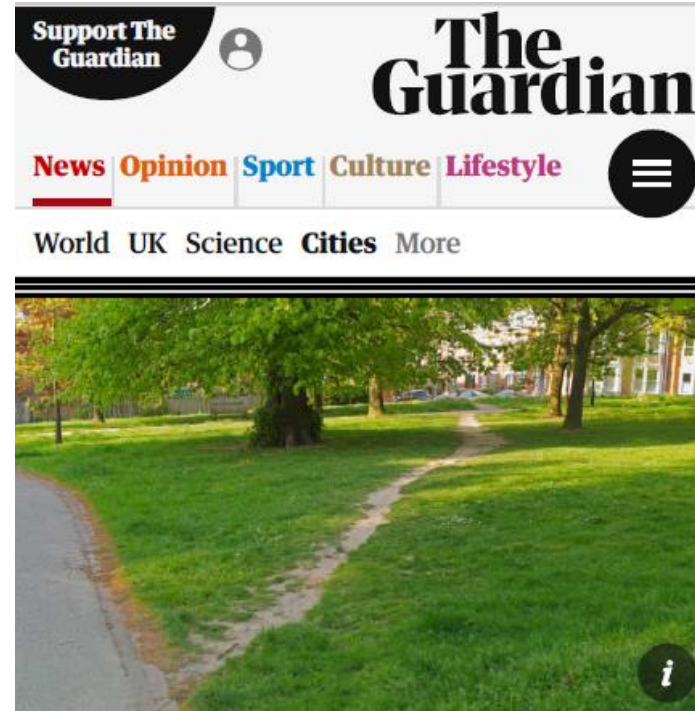 Support The
Guardian
The
Guardian
News Opinion Sport Culture Lifestyle
World UK Science Cities More
i